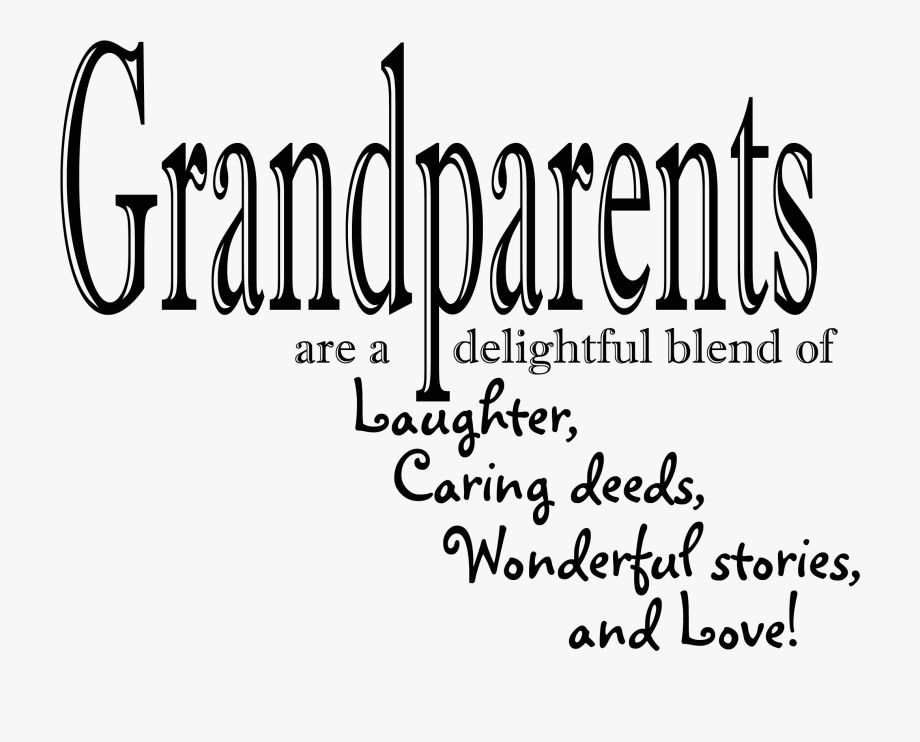 Grandparents
are a delightful blend of
Laughter,
Caring deeds,
Wonderful stories,
and Love!